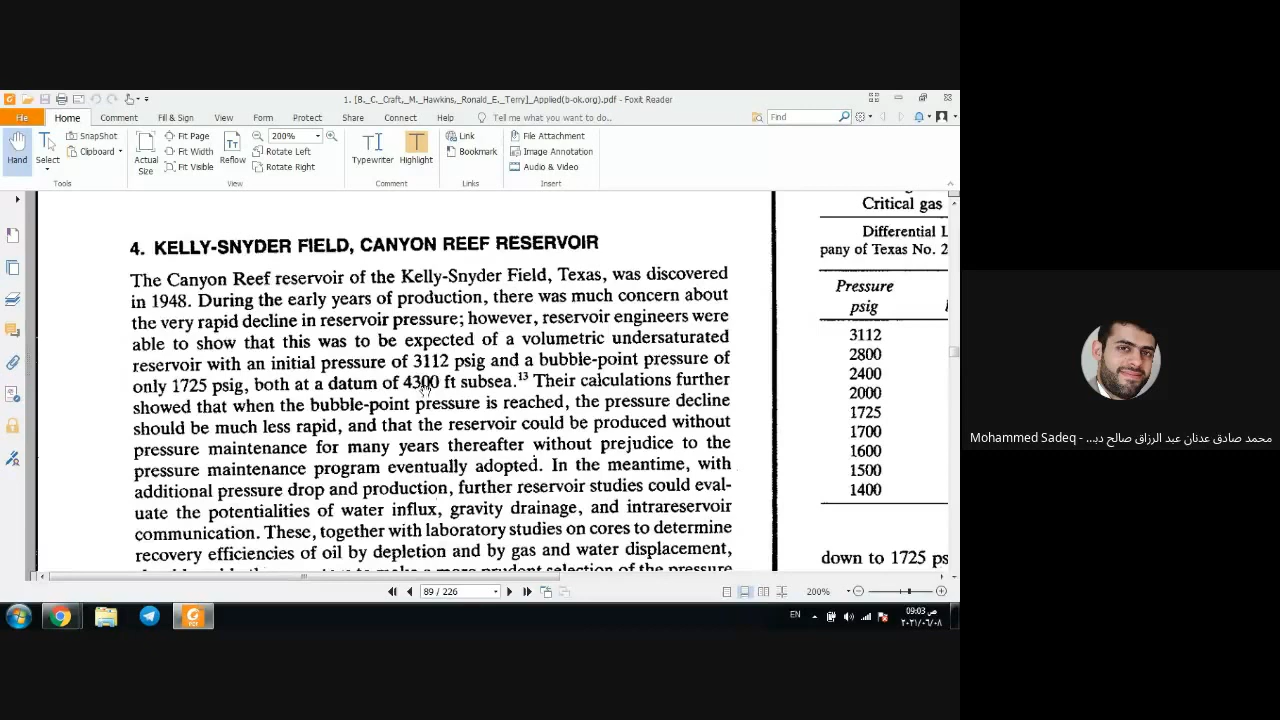 1. [B._C._Craft,_M._Hawkins,_Ronald_E._Terry]_Applied(b-ok.org).pdf - Foxit Reader
File Home Comment Fill & Sign View Form Protect Share Connect Help Tell me what you want to do.. Find
Hand
Select
SnapShot
Clipboard
Actual Size
Fit Page
Fit Width
Fit Visible
Reflow
200%
Rotate Left
Rotate Right
Typewriter
Highlight
Link
Bookmark
File Attachment
Image Annotation
Audio & Video
Tools View Comment Links Insert
4. KELLY-SNYDER FIELD, CANYON REEF RESERVOIR
The Canyon Reef reservoir of the Kelly-Snyder Field, Texas, was discovered
in 1948. During the early years of production, there was much concern about
the very rapid decline in reservoir pressure; however, reservoir engineers were
able to show that this was to be expected of a volumetric undersaturated
reservoir with an initial pressure of 3112 psig and a bubble-point pressure of
only 1725 psig, both at a datum of 4300 ft subsea.13 Their calculations further
showed that when the bubble-point pressure is reached, the pressure decline
should be much less rapid, and that the reservoir could be produced without
pressure maintenance for many years thereafter without prejudice to the
pressure maintenance program eventually adopted. In the meantime, with
additional pressure drop and production, further reservoir studies could eval-
uate the potentialities of water influx, gravity drainage, and intrareservoir
communication. These, together with laboratory studies on cores to determine
recovery efficiencies of oil by depletion and by gas and water displacement,
Critical gas
Differential L
pany of Texas No. 2
Pressure
psig
3112
2800
2400
2000
1725
1700
1600
1500
1400
down to 1725 ps
89 / 226
200%
EN
09:03 ص
٢٠٢١/٠٦/٠٨
Mohammed Sadeq - محمد صادق عدنان عبد الرزاق صالح دب...